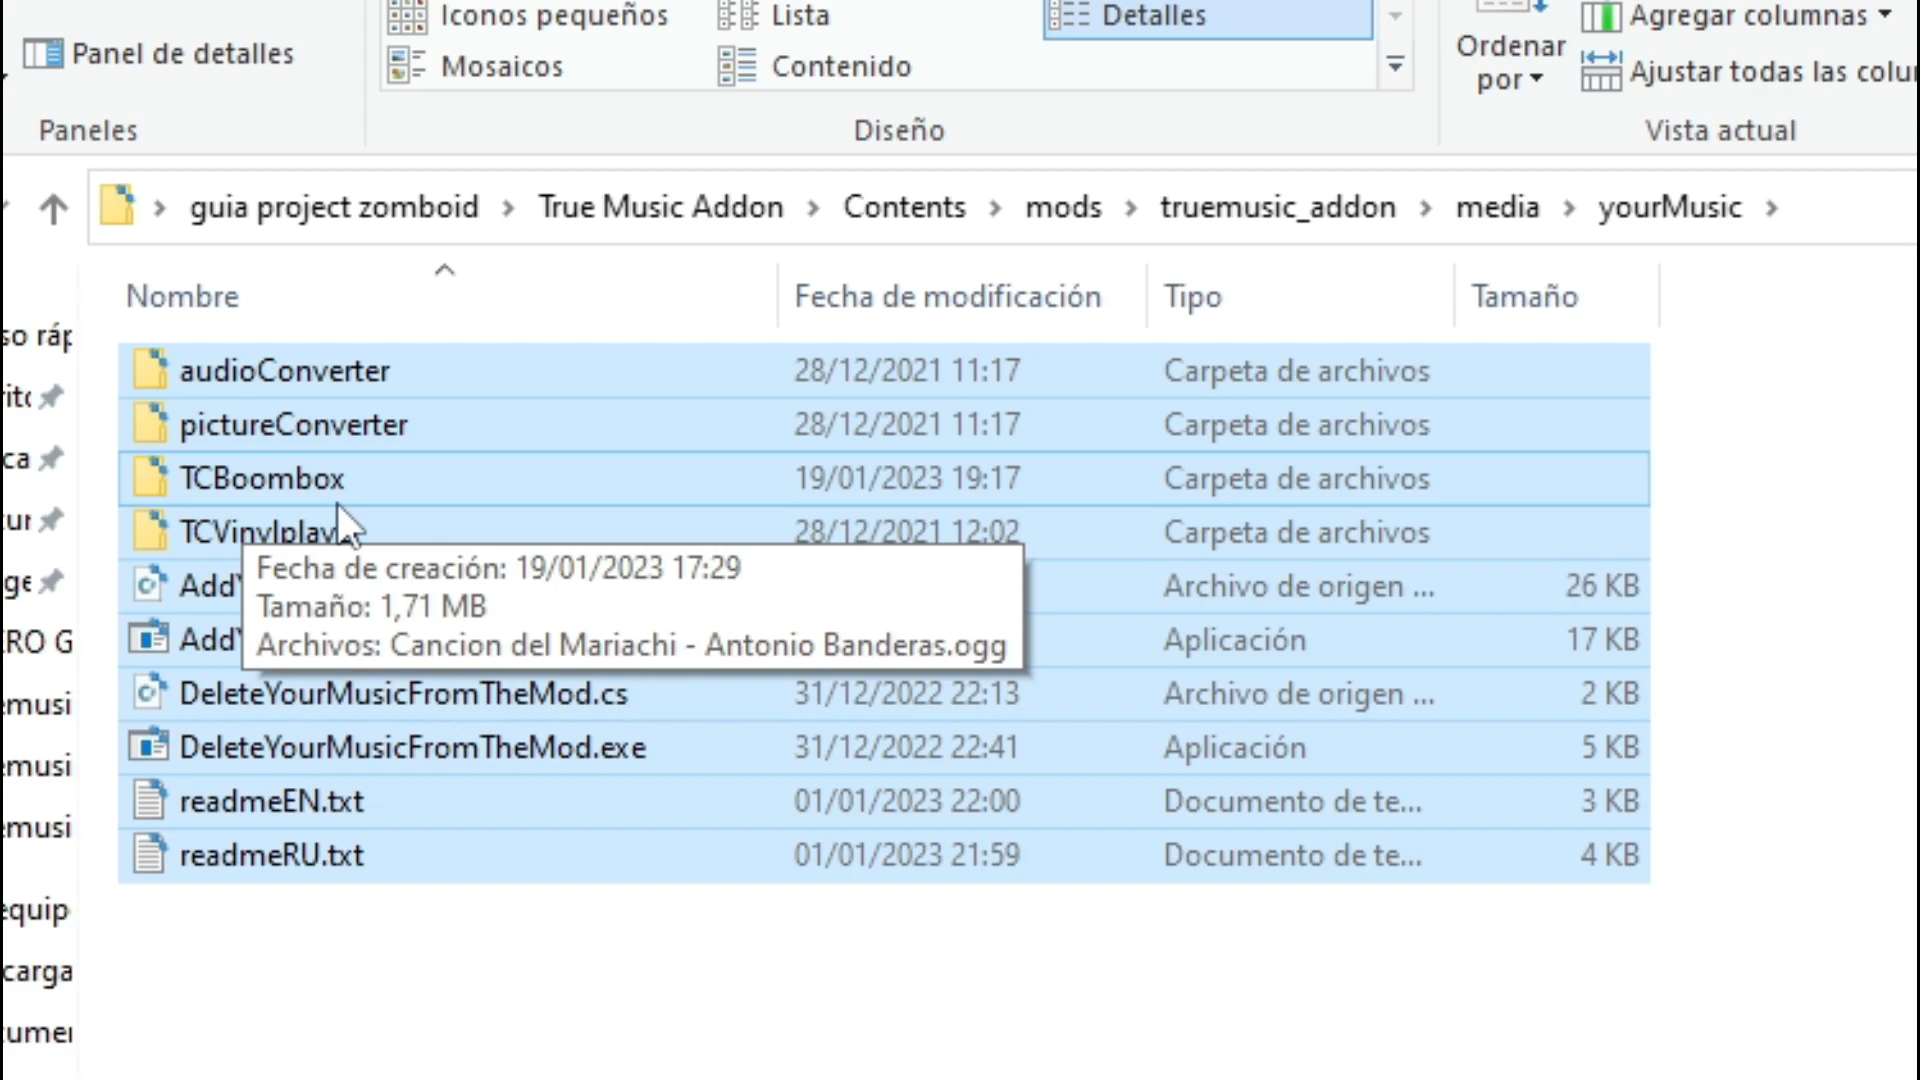 Iconos pequeños
Lista
Detalles
Agregar columnas
Panel de detalles
Mosaicos
Contenido
Ordenar
por
Ajustar todas las
Paneles
Diseño
Vista actual
guia project zomboid > True Music Addon > Contents > mods > truemusic_addon > media > yourMusic >
Nombre
Fecha de modificación
Tipo
Tamaño
audioConverter 28/12/2021 11:17 Carpeta de archivos
pictureConverter 28/12/2021 11:17 Carpeta de archivos
TCBoombox 19/01/2023 19:17 Carpeta de archivos
28/12/2021 12:02 Carpeta de archivos
Archivo de origen ... 26 KB
Aplicación 17 KB
Fecha de creación: 19/01/2023 17:29
Tamaño: 1,71 MB
Archivos: Cancion del Mariachi - Antonio Banderas.ogg
DeleteYourMusicFromTheMod.cs 31/12/2022 22:13 Archivo de origen ... 2 KB
DeleteYourMusicFromTheMod.exe 31/12/2022 22:41 Aplicación 5 KB
readmeEN.txt 01/01/2023 22:00 Documento de te... 3 KB
readmeRU.txt 01/01/2023 21:59 Documento de te... 4 KB